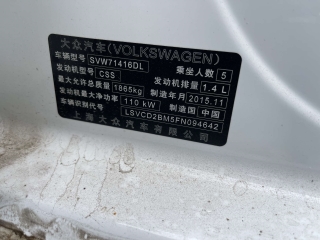 大众汽车(VOLKSWAGEN)
车辆型号 SVW71416DL 乘坐人数 5
发动机型号 CSS 发动机排量 1.4 L
最大允许总质量 1865kg 制造年月 2015.11
发动机最大净功率 110 kW 制造国 中国
车辆识别代号 LSVCD2BM5FN094642
上海大众汽车有限公司